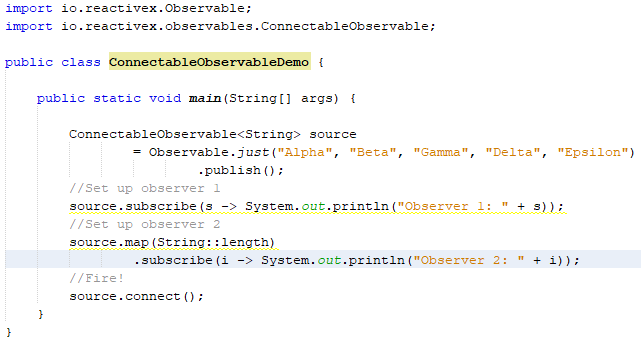 import io.reactivex.Observable;
import io.reactivex.observables.ConnectableObservable;
public class ConnectableObservableDemo {
public static void main(String[] args) {
ConnectableObservable<String> source
= Observable.just("Alpha", "Beta", "Gamma", "Delta", "Epsilon")
.publish();
//Set up observer 1
source.subscribe(s -> System.out.println("Observer 1: " + s));
//Set up observer 2
source.map(String::length)
.subscribe(i -> System.out.println("Observer 2: " + i));
//Fire!
source.connect();
}
}